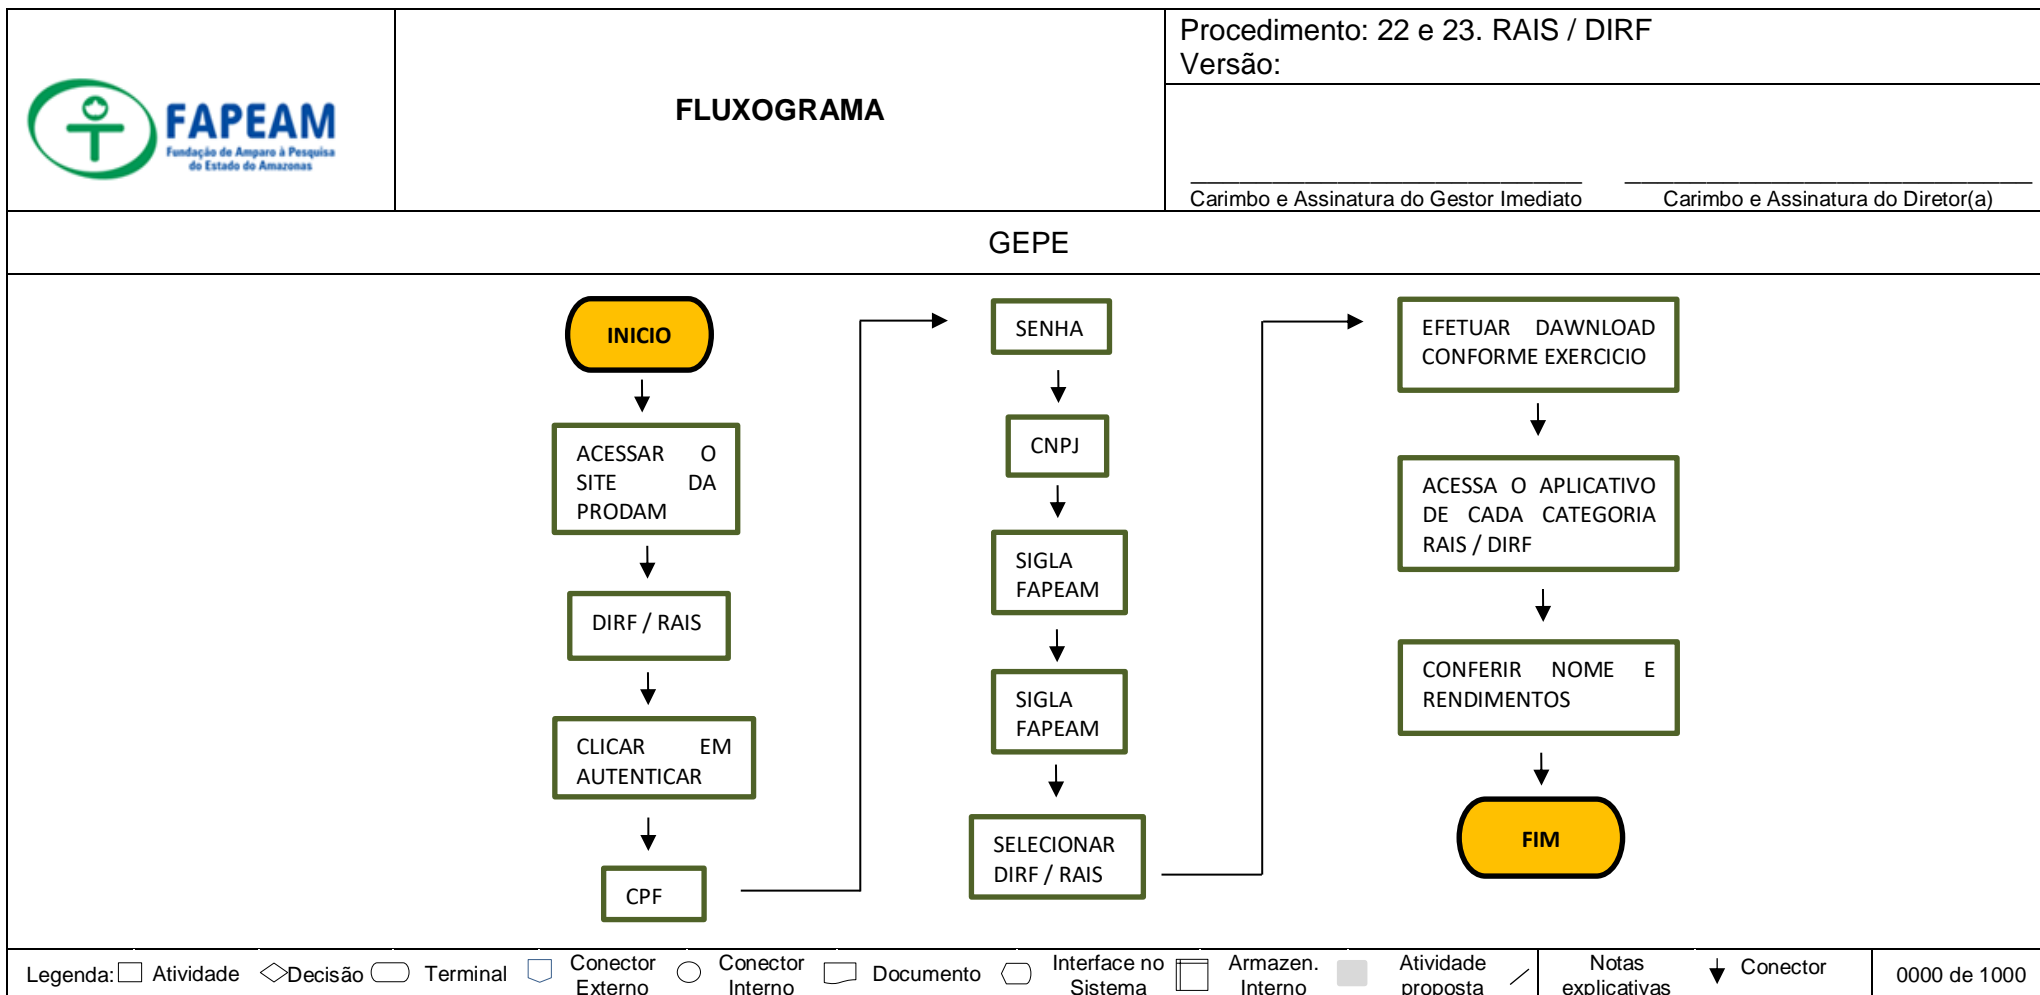 FAPEAM
Fundação de Amparo à Pesquisa
do Estado do Amazonas
FLUXOGRAMA
Procedimento: 22 e 23. RAIS / DIRF
Versão:
Carimbo e Assinatura do Gestor Imediato
Carimbo e Assinatura do Diretor(a)
GEPE
INICIO
ACESSAR O
SITE DA
PRODAM
DIRF / RAIS
CLICAR EM
AUTENTICAR
CPF
SENHA
CNPJ
SIGLA
FAPEAM
SIGLA
FAPEAM
SELECIONAR
DIRF / RAIS
EFETUAR DAWNLOAD
CONFORME EXERCICIO
ACESSA O APLICATIVO
DE CADA CATEGORIA
RAIS / DIRF
CONFERIR NOME E
RENDIMENTOS
FIM
Legenda:
Atividade
Decisão
Terminal
Conector
Externo
Conector
Interno
Documento
Interface no
Sistema
Armazen.
Interno
Atividade
proposta
Notas
explicativas
Conector
0000 de 1000